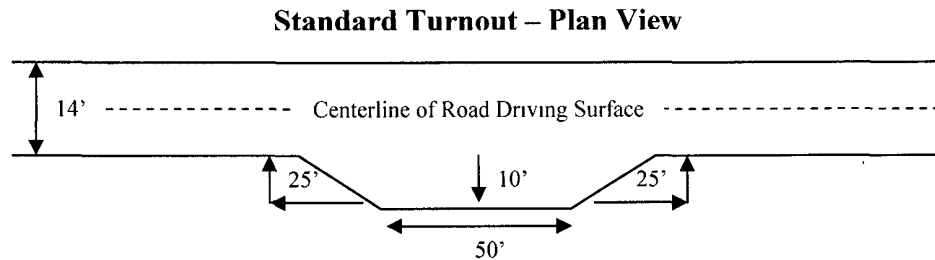 Standard Turnout – Plan View
14’
Centerline of Road Driving Surface
25’
10’
25’
50’